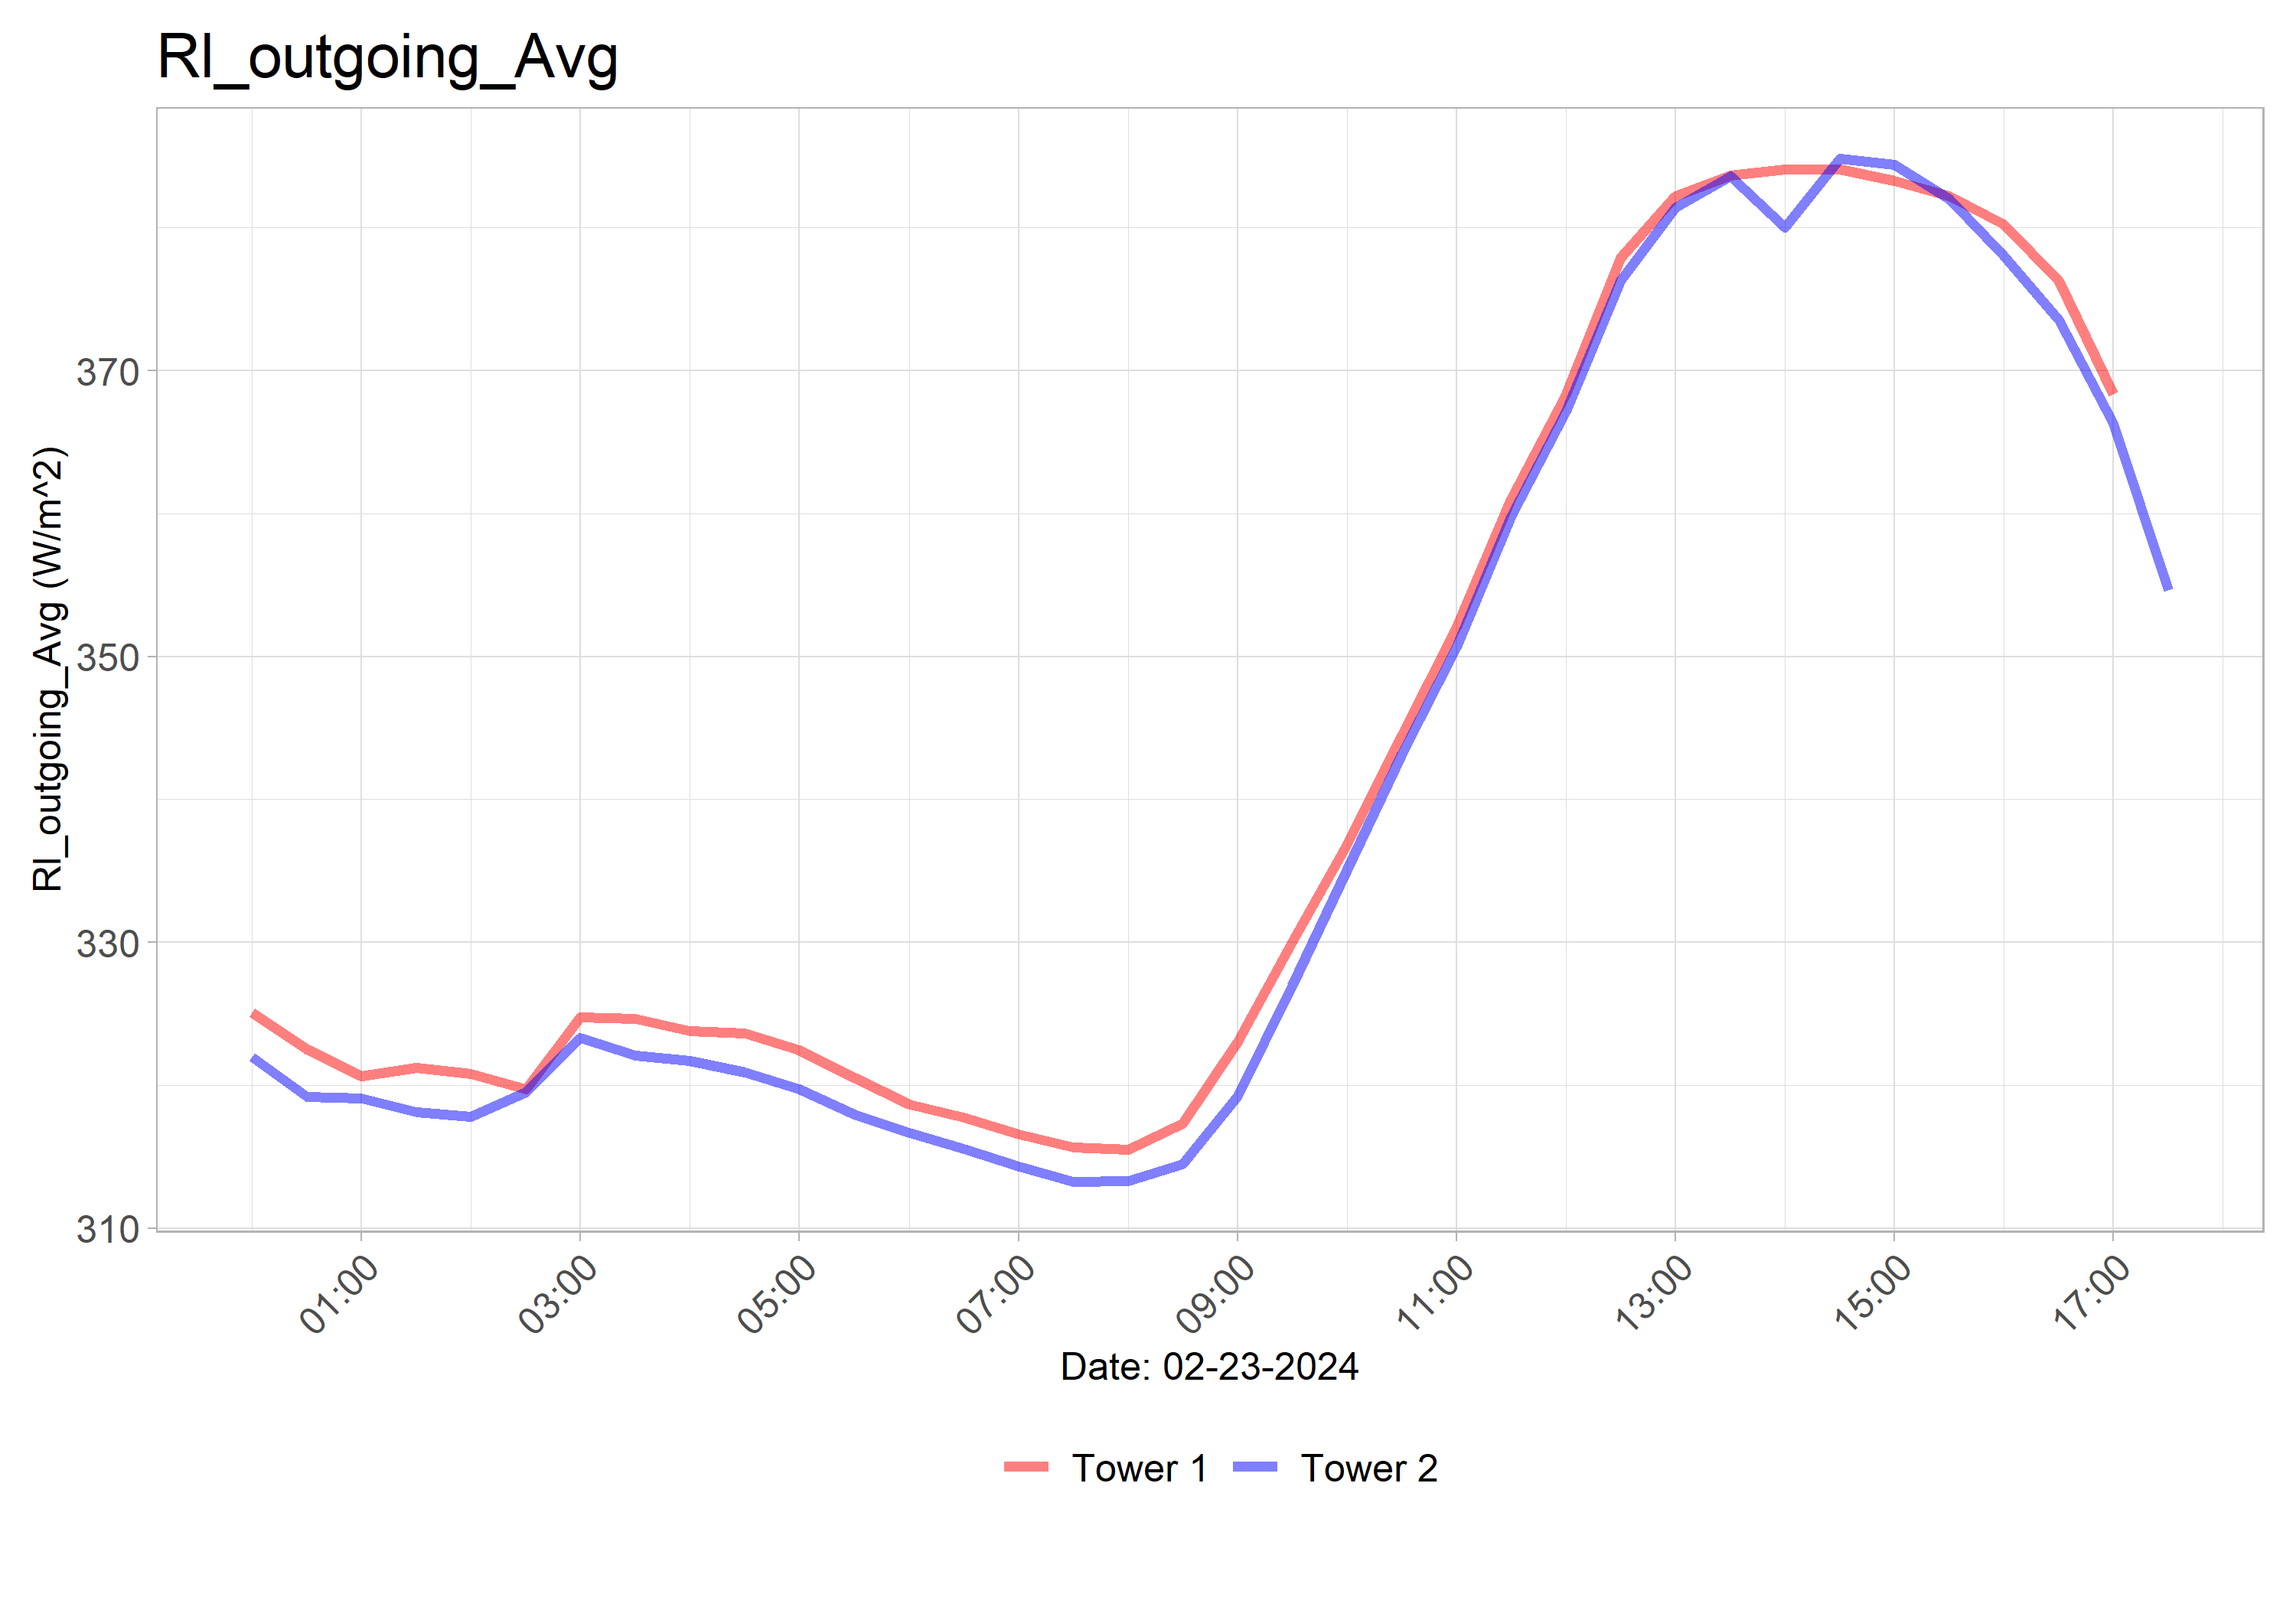 Rl_outgoing_Avg
Rl_outgoing_Avg (W/m^2)
370
350
330
310
01:00 03:00 05:00 07:00 09:00 11:00 13:00 15:00 17:00
Date: 02-23-2024
Tower 1 Tower 2